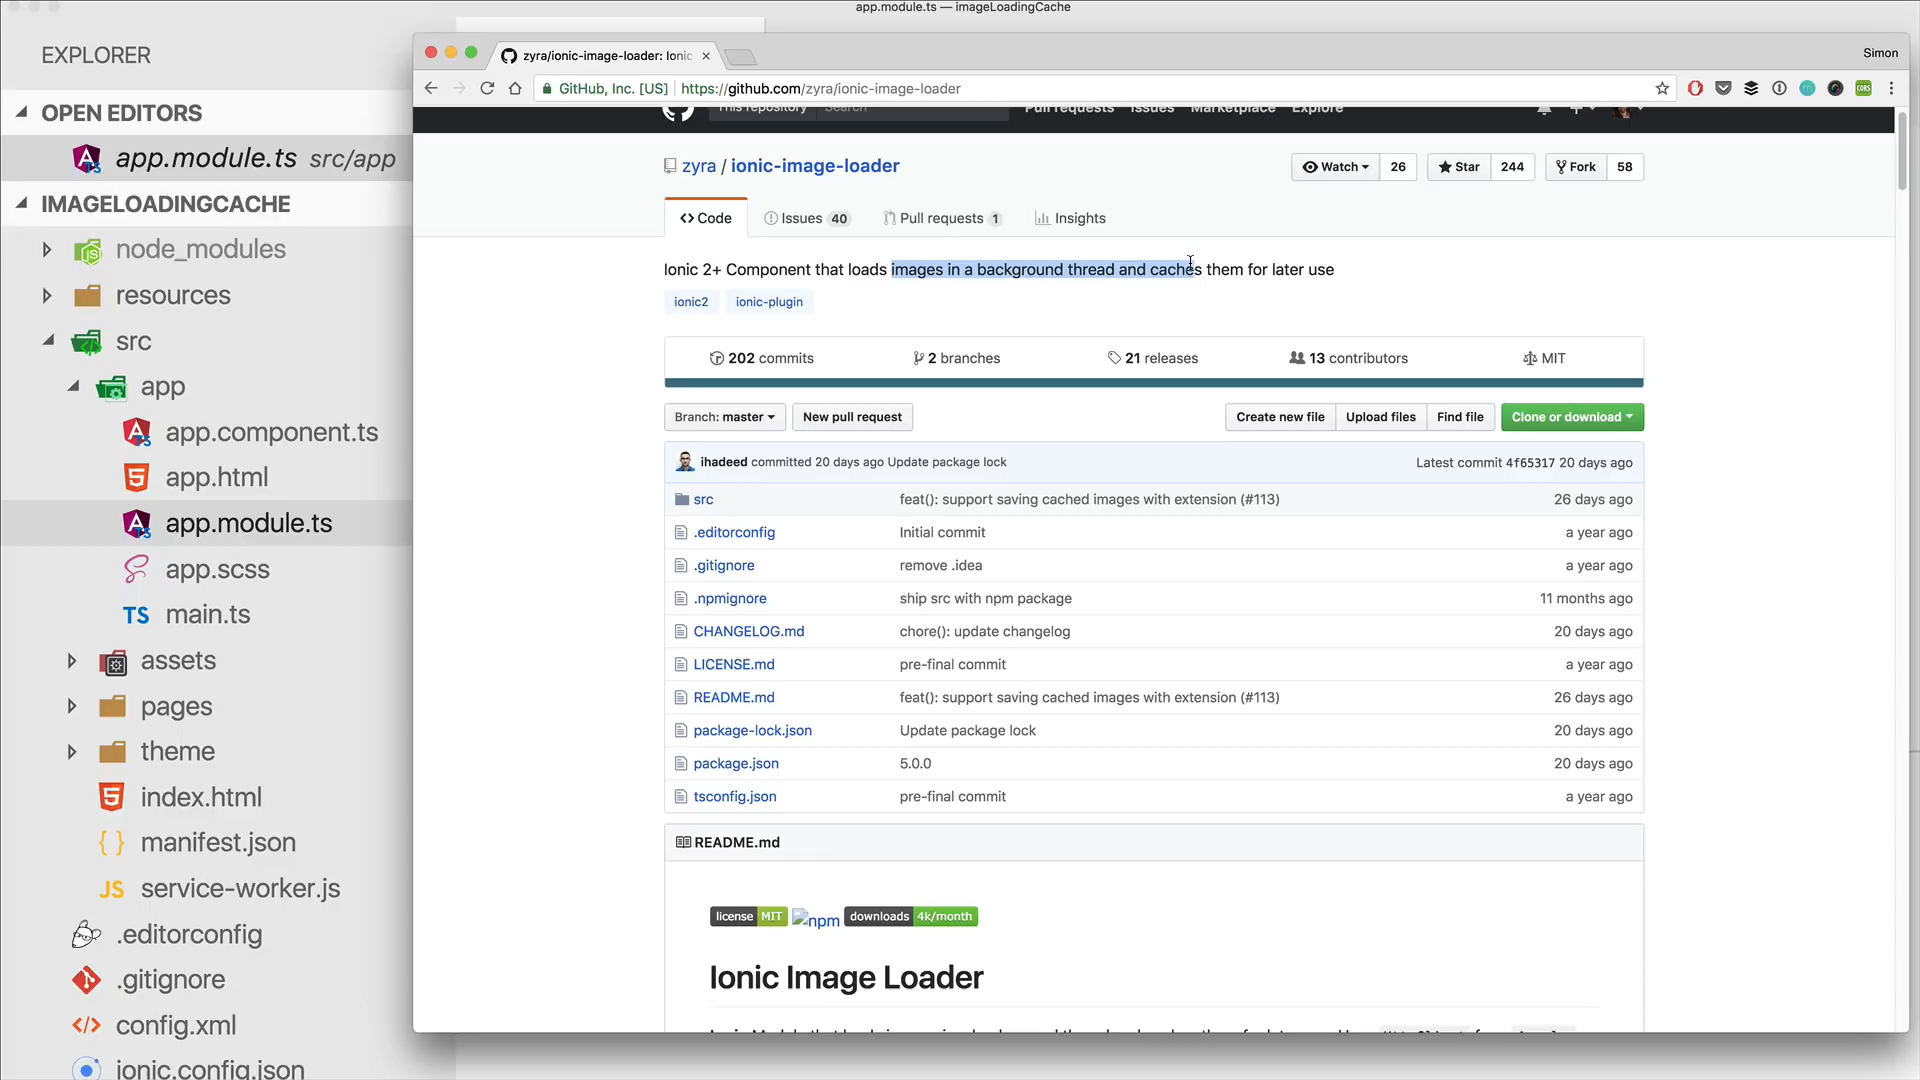 app.module.ts — imageLoadingCache
EXPLORER
OPEN EDITORS
app.module.ts src/app
IMAGELOADINGCACHE
node_modules
resources
src
app
app.component.ts
app.html
app.module.ts
app.scss
TS main.ts
assets
pages
theme
index.html
{ } manifest.json
JS service-worker.js
.editorconfig
.gitignore
config.xml
ionic.config.json
zyra/ionic-image-loader: Ionic
Simon
GitHub, Inc. [US] https://github.com/zyra/ionic-image-loader
This repository Search Pull requests Issues Marketplace Explore
zyra / ionic-image-loader
Watch 26 Star 244 Fork 58
Code Issues 40 Pull requests 1 Insights
Ionic 2+ Component that loads images in a background thread and caches them for later use
ionic2 ionic-plugin
202 commits 2 branches 21 releases 13 contributors MIT
Branch: master New pull request Create new file Upload files Find file Clone or download
ihadeed committed 20 days ago Update package lock Latest commit 4f65317 20 days ago
src feat(): support saving cached images with extension (#113) 26 days ago
.editorconfig Initial commit a year ago
.gitignore remove .idea a year ago
.npmignore ship src with npm package 11 months ago
CHANGELOG.md chore(): update changelog 20 days ago
LICENSE.md pre-final commit a year ago
README.md feat(): support saving cached images with extension (#113) 26 days ago
package-lock.json Update package lock 20 days ago
package.json 5.0.0 20 days ago
tsconfig.json pre-final commit a year ago
README.md
license MIT npm downloads 4k/month
Ionic Image Loader